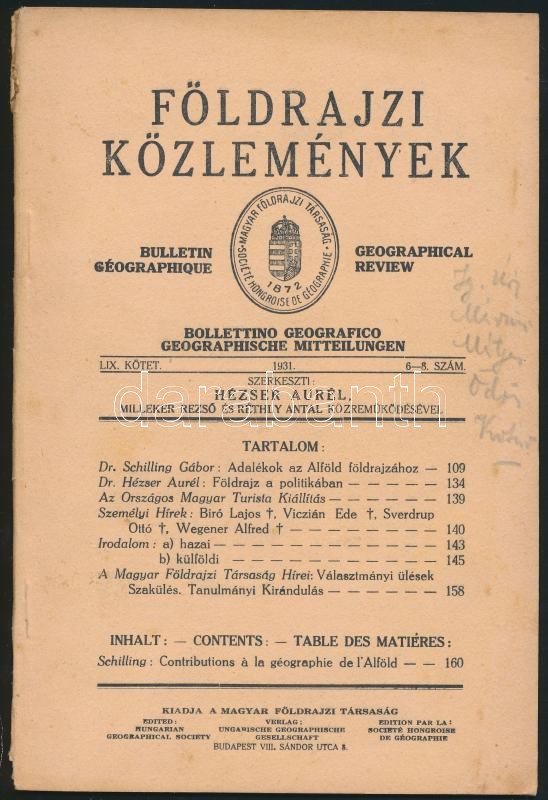 FÖLDRAJZI
KÖZLEMÉNYEK
BULLETIN
GÉOGRAPHIQUE
MAGYAR FÖLDRAJZI TÁRSASÁG
SOCIÉTÉ HONGROISE DE GÉOGRAPHIE
1872
GEOGRAPHICAL
REVIEW
BOLLETTINO GEOGRAFICO
GEOGRAPHISCHE MITTEILUNGEN
LIX. KÖTET. 1931. 6—8. SZÁM.
SZERKESZTI:
HÉZSER AURÉL,
MILLEKER REZSŐ ÉS RÉTHLY ANTAL KÖZREMŰKÖDÉSÉVEL.
darabanth
TARTALOM:
Dr. Schilling Gábor: Adalékok az Alföld földrajzához — 109
Dr. Hézser Aurél: Földrajz a politikában — — — — 134
Az Országos Magyar Turista Kiállítás — — — — — 139
Személyi Hírek: Biró Lajos †, Viczián Ede †, Sverdrup
Ottó †, Wegener Alfred † — — — — — — — 140
Irodalom: a) hazai — — — — — — — — — — 143
b) külföldi — — — — — — — — — 145
A Magyar Földrajzi Társaság Hírei: Választmányi ülések
Szakülés. Tanulmányi Kirándulás — — — — — 158
INHALT: — CONTENTS: — TABLE DES MATIÉRES:
Schilling: Contributions à la géographie de l'Alföld — — 160
KIADJA A MAGYAR FÖLDRAJZI TÁRSASÁG
EDITED:
HUNGARIAN
GEOGRAPHICAL SOCIETY
VERLAG:
UNGARISCHE GEOGRAPHISCHE
GESELLSCHAFT
EDITION PAR LA:
SOCIÉTÉ HONGROISE
DE GÉOGRAPHIE
BUDAPEST VIII. SÁNDOR UTCA 8.